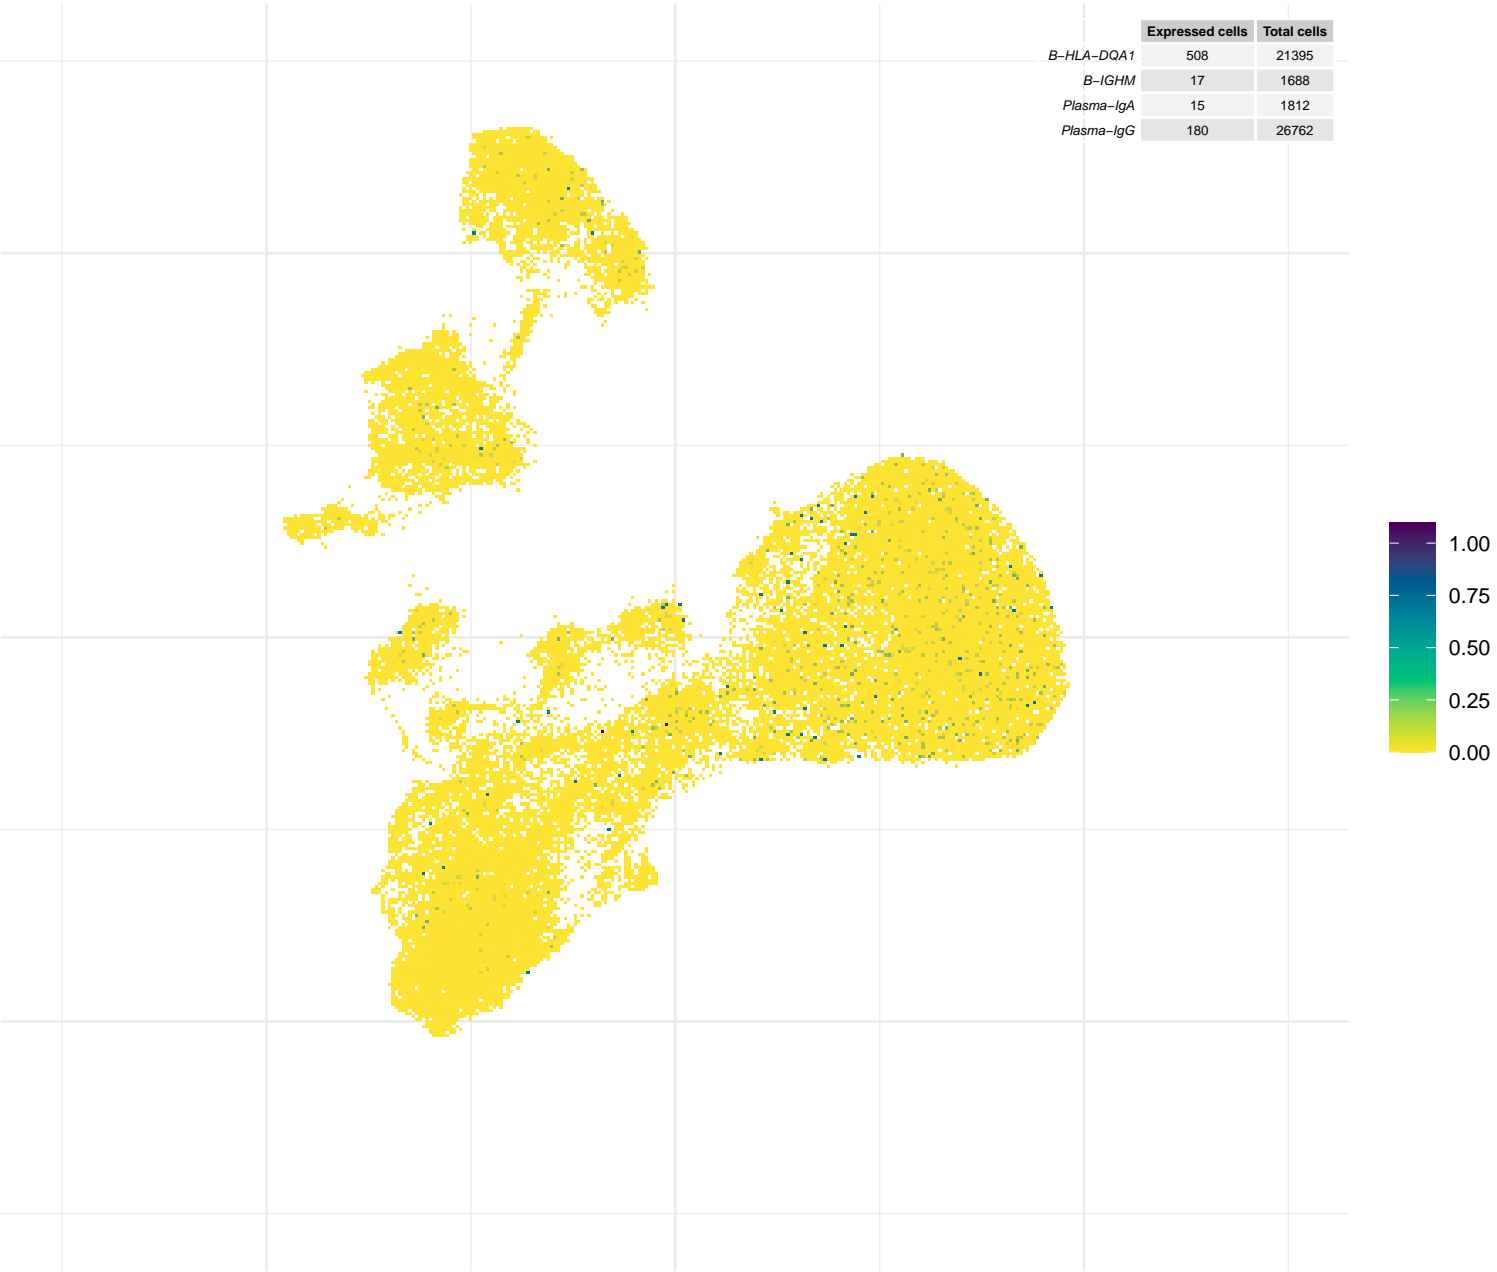 Expressed cells Total cells
B−HLA−DQA1 508 21395
B−IGHM 17 1688
Plasma−IgA 15 1812
Plasma−IgG 180 26762
1.00
0.75
0.50
0.25
0.00